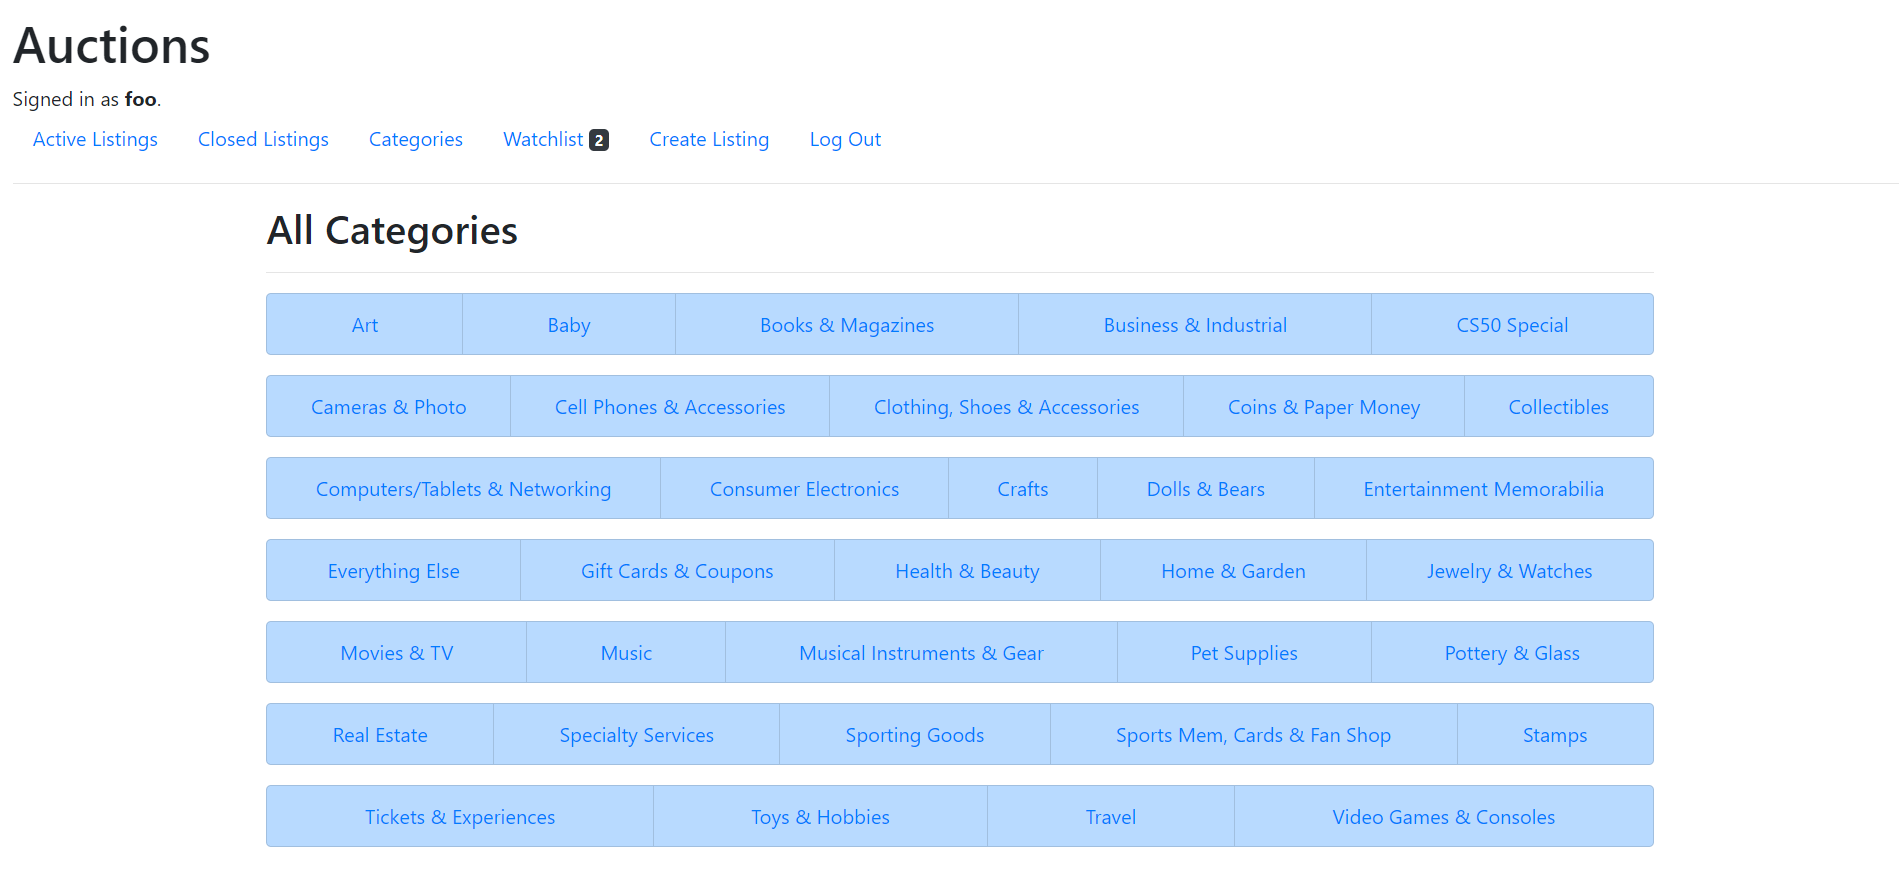 Auctions
Signed in as foo.
Active Listings Closed Listings Categories Watchlist 2 Create Listing Log Out
All Categories
Art Baby Books & Magazines Business & Industrial CS50 Special
Cameras & Photo Cell Phones & Accessories Clothing, Shoes & Accessories Coins & Paper Money Collectibles
Computers/Tablets & Networking Consumer Electronics Crafts Dolls & Bears Entertainment Memorabilia
Everything Else Gift Cards & Coupons Health & Beauty Home & Garden Jewelry & Watches
Movies & TV Music Musical Instruments & Gear Pet Supplies Pottery & Glass
Real Estate Specialty Services Sporting Goods Sports Mem, Cards & Fan Shop Stamps
Tickets & Experiences Toys & Hobbies Travel Video Games & Consoles